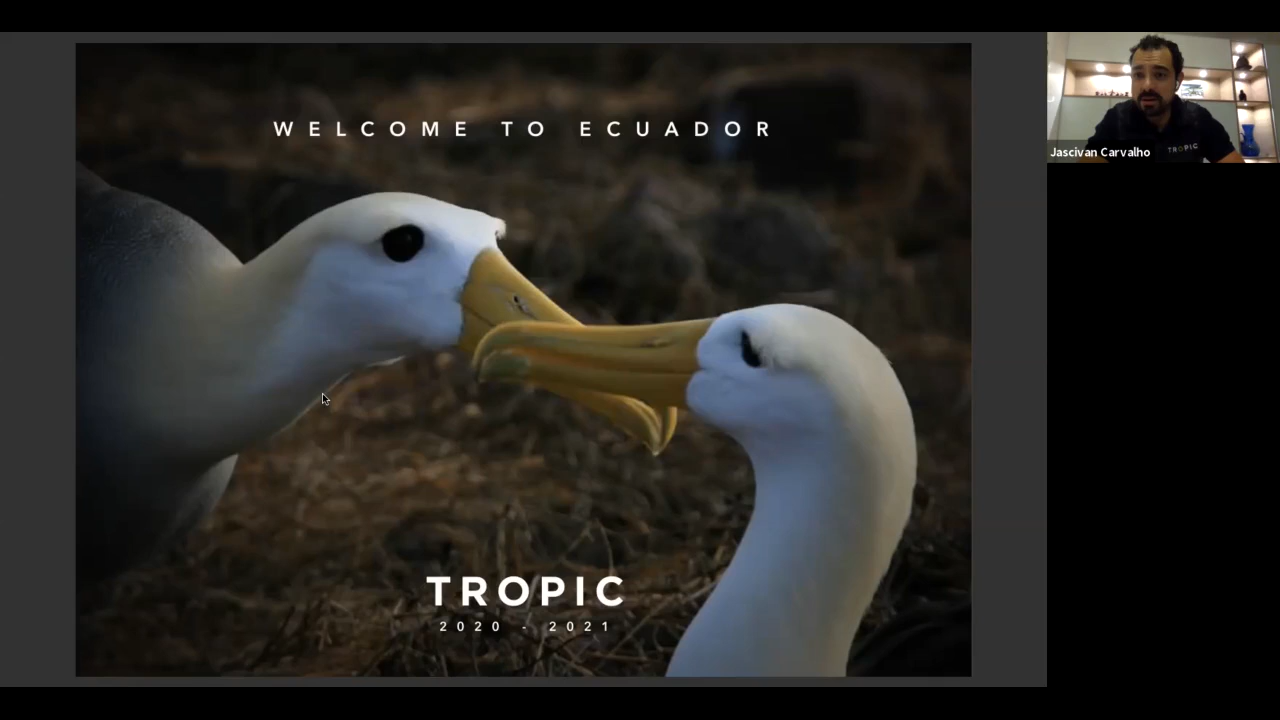 WELCOME TO ECUADOR
TROPIC
2020 - 2021
TROPIC
Jascivan Carvalho